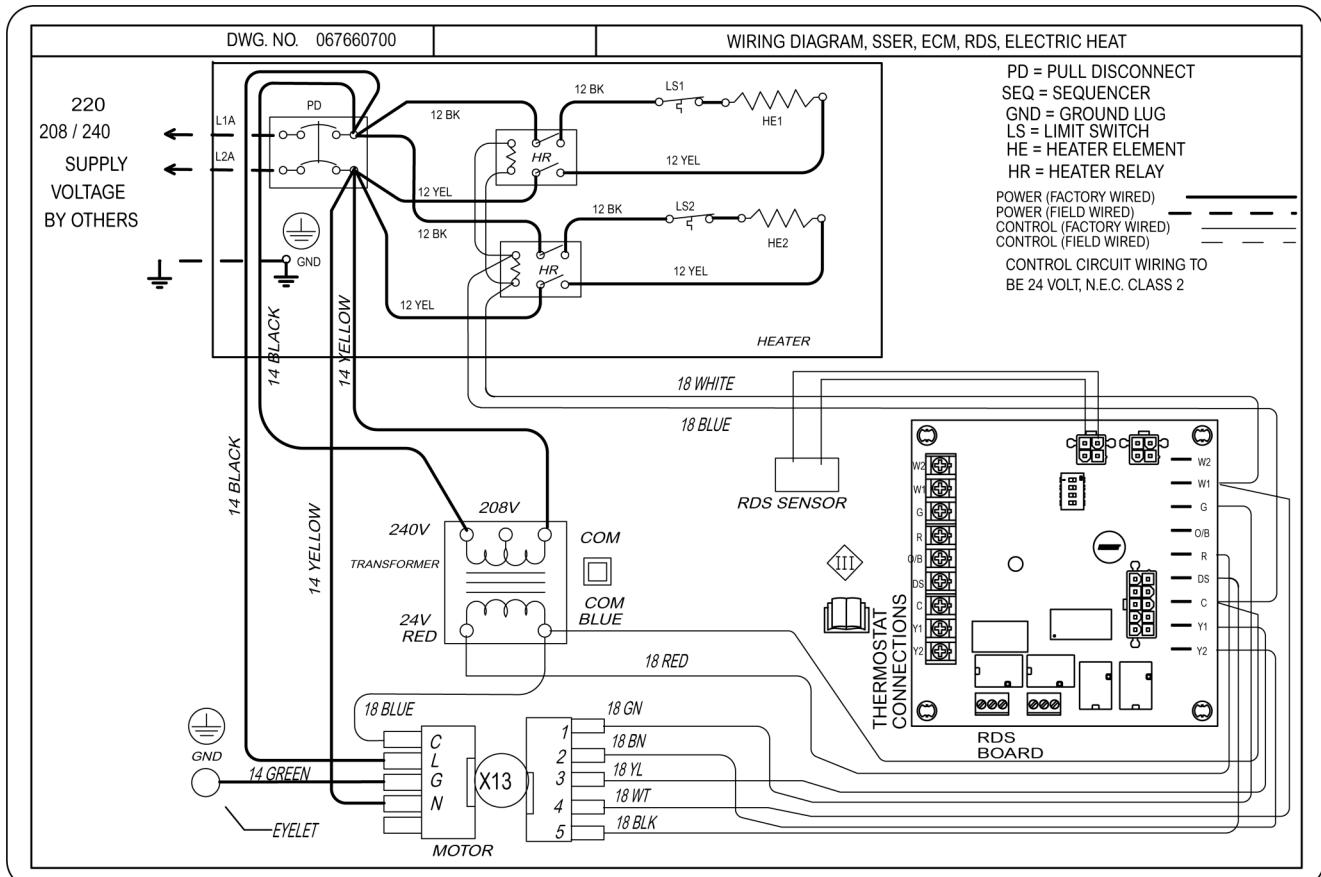 DWG. NO. 067660700
WIRING DIAGRAM, SSER, ECM, RDS, ELECTRIC HEAT
220
208 / 240
SUPPLY
VOLTAGE
BY OTHERS
L1A
L2A
PD
GND
12 BK
12 YEL
12 BK
12 YEL
HR
HR
12 BK
LS1
HE1
12 YEL
12 BK
LS2
HE2
12 YEL
HEATER
PD = PULL DISCONNECT
SEQ = SEQUENCER
GND = GROUND LUG
LS = LIMIT SWITCH
HE = HEATER ELEMENT
HR = HEATER RELAY
POWER (FACTORY WIRED)
POWER (FIELD WIRED)
CONTROL (FACTORY WIRED)
CONTROL (FIELD WIRED)
CONTROL CIRCUIT WIRING TO
BE 24 VOLT, N.E.C. CLASS 2
14 BLACK
14 YELLOW
14 BLACK
14 YELLOW
18 WHITE
18 BLUE
RDS SENSOR
240V
208V
COM
TRANSFORMER
24V
RED
COM
BLUE
18 RED
18 BLUE
III
THERMOSTAT
CONNECTIONS
W2
W1
G
R
O/B
DS
C
Y1
Y2
W2
W1
G
O/B
R
DS
C
Y1
Y2
RDS
BOARD
GND
14 GREEN
EYELET
C
L
G
N
X13
MOTOR
1
2
3
4
5
18 GN
18 BN
18 YL
18 WT
18 BLK